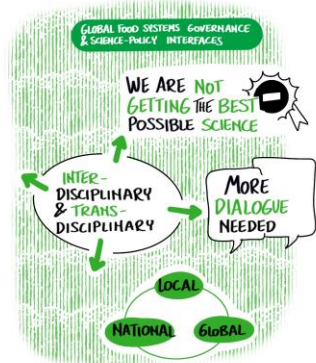 GLOBAL FOOD SYSTEMS GOVERNANCE
& SCIENCE-POLICY INTERFACES
WE ARE NOT
GETTING THE BEST
POSSIBLE SCIENCE
INTER-
DISCIPLINARY
& TRANS-
DISCIPLINARY
MORE
DIALOGUE
NEEDED
LOCAL
NATIONAL
GLOBAL